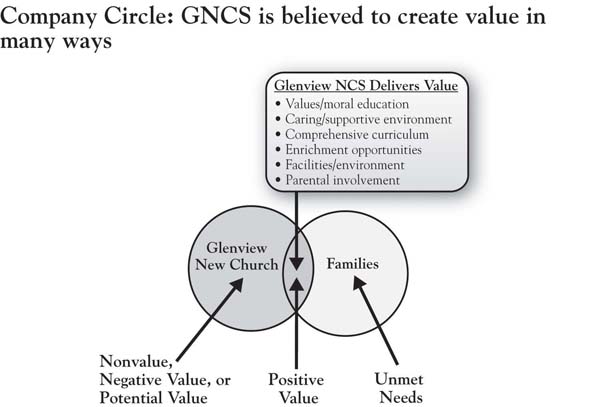 Company Circle: GNCS is believed to create value in
many ways
Glenview NCS Delivers Value
• Values/moral education
• Caring/supportive environment
• Comprehensive curriculum
• Enrichment opportunities
• Facilities/environment
• Parental involvement
Glenview
New Church
Families
Nonvalue,
Negative Value, or
Potential Value
Positive
Value
Unmet
Needs